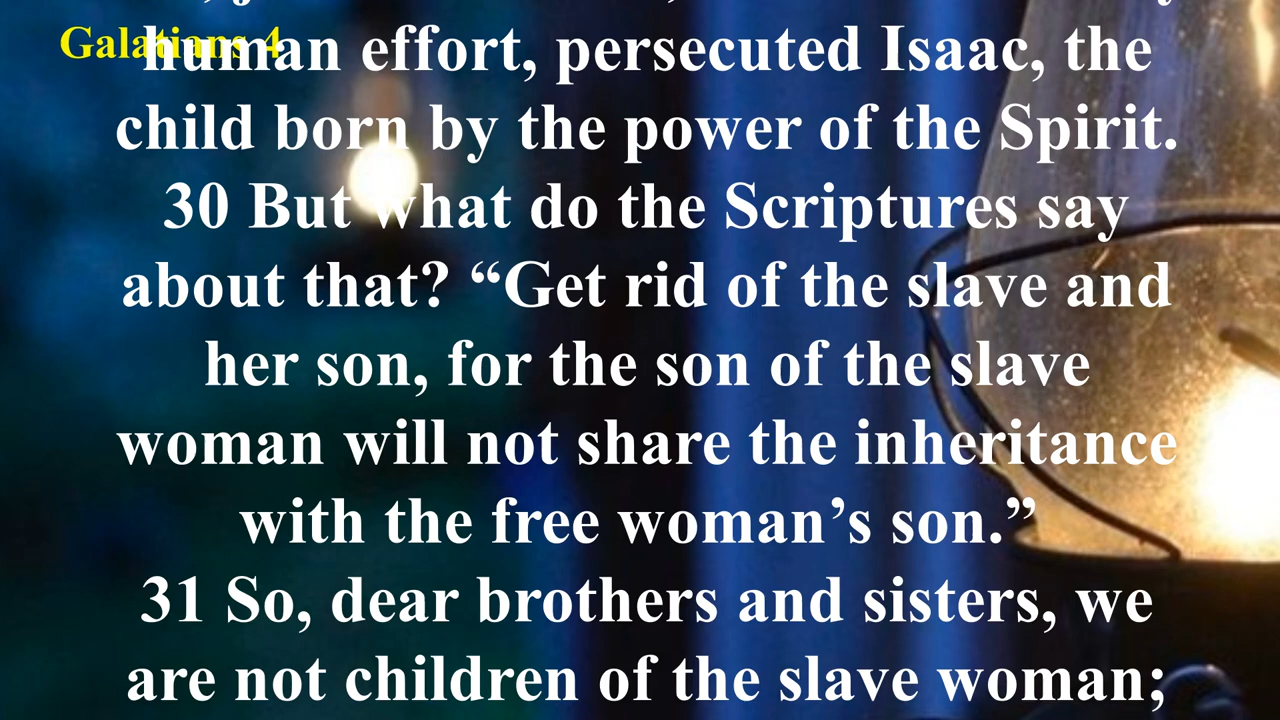 Galatians 4
human effort, persecuted Isaac, the
child born by the power of the Spirit.
30 But what do the Scriptures say
about that? “Get rid of the slave and
her son, for the son of the slave
woman will not share the inheritance
with the free woman’s son.”
31 So, dear brothers and sisters, we
are not children of the slave woman;